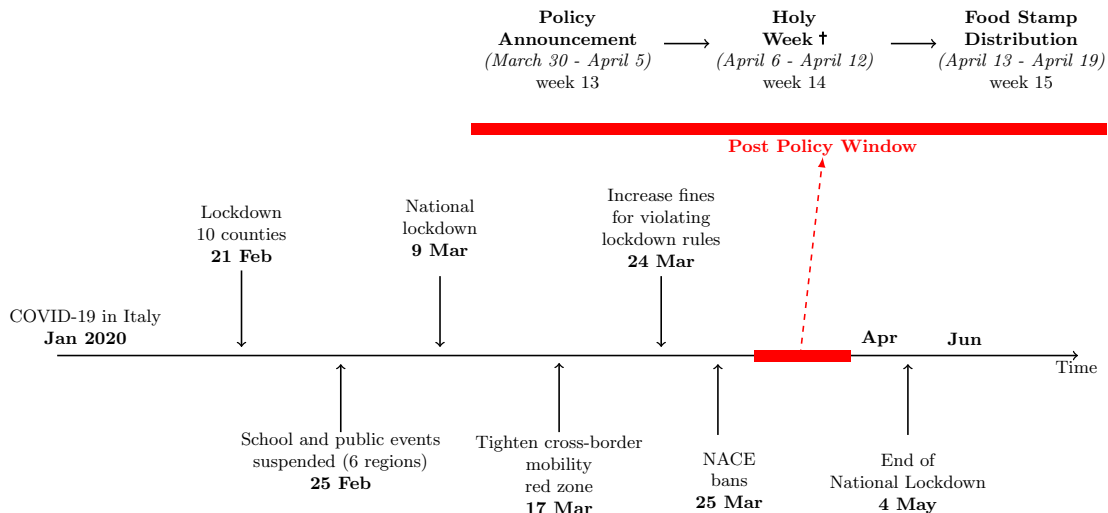 Policy
Announcement
(March 30 - April 5)
week 13
Holy
Week ✝
(April 6 - April 12)
week 14
Food Stamp
Distribution
(April 13 - April 19)
week 15
Post Policy Window
Lockdown
10 counties
21 Feb
National
lockdown
9 Mar
Increase fines
for violating
lockdown rules
24 Mar
COVID-19 in Italy
Jan 2020
Apr
Jun
Time
School and public events
suspended (6 regions)
25 Feb
Tighten cross-border
mobility
red zone
17 Mar
NACE
bans
25 Mar
End of
National Lockdown
4 May